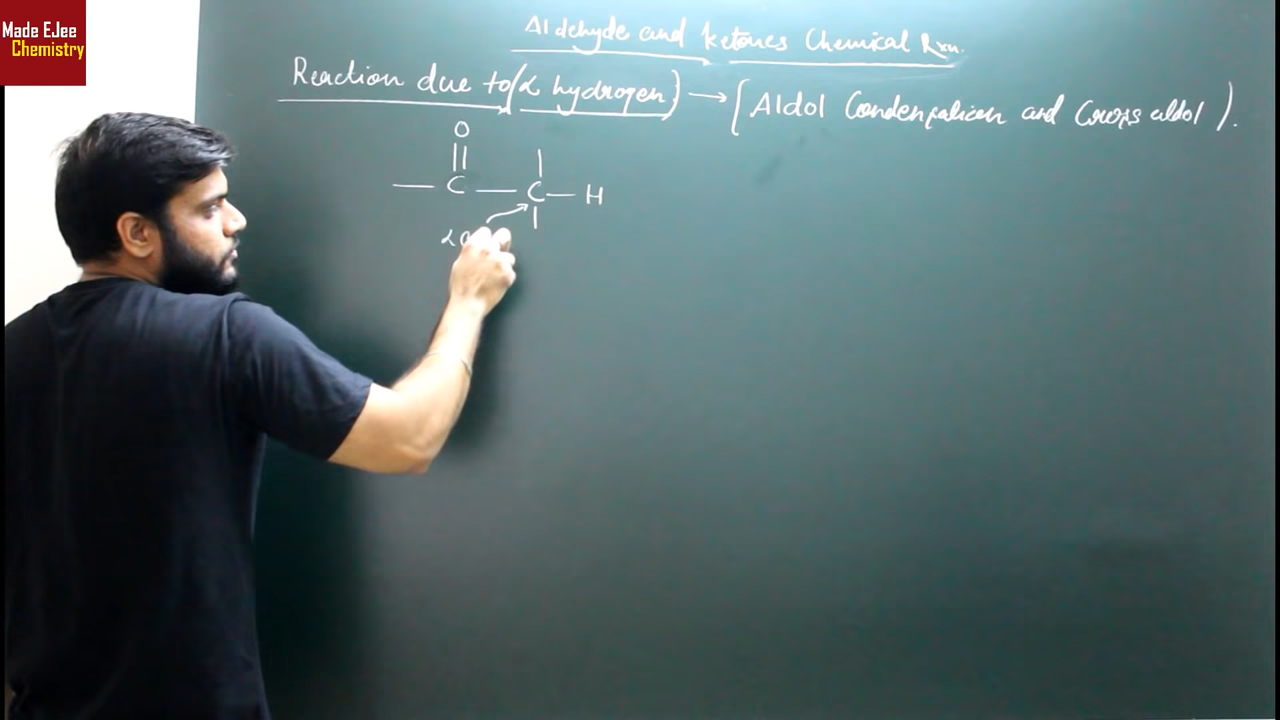 Made EJee
Chemistry
Aldehyde and ketones Chemical Rxn.
Reaction due to (α hydrogen) → (Aldol Condensation and Cross aldol).
O
— C — C — H
α